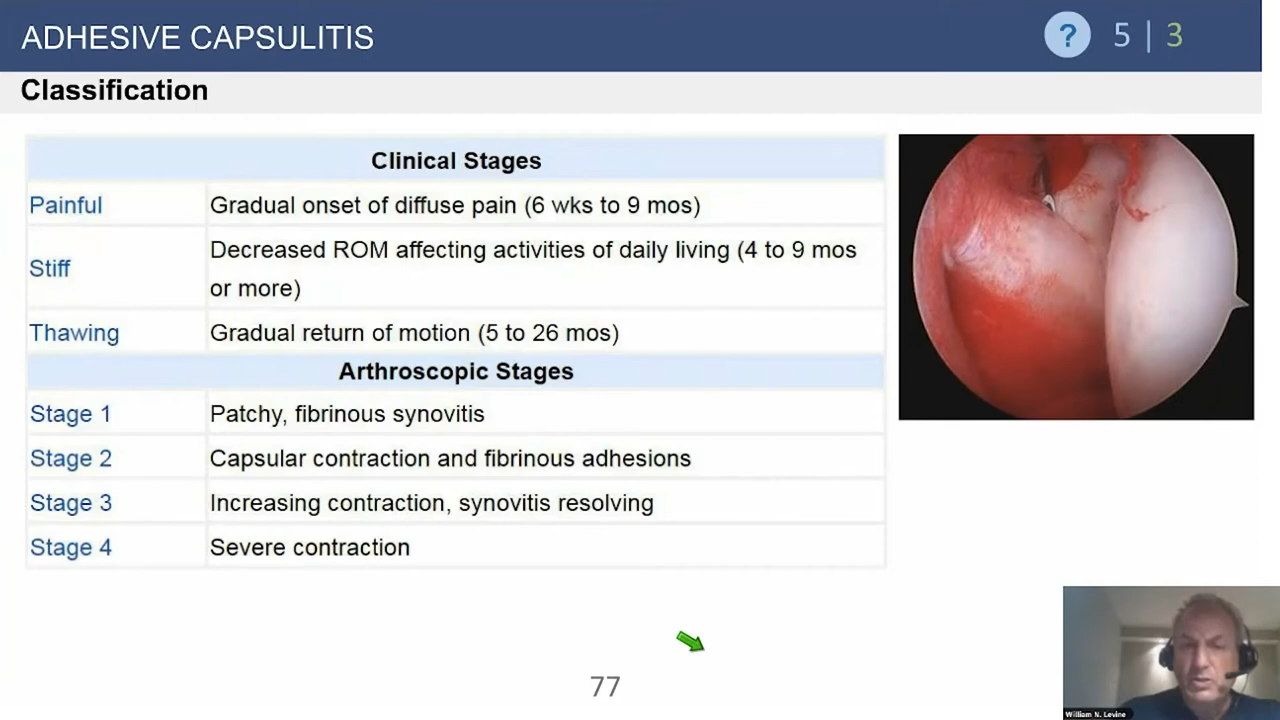 ADHESIVE CAPSULITIS
? 5 | 3
Classification
Clinical Stages
Painful Gradual onset of diffuse pain (6 wks to 9 mos)
Stiff Decreased ROM affecting activities of daily living (4 to 9 mos
or more)
Thawing Gradual return of motion (5 to 26 mos)
Arthroscopic Stages
Stage 1 Patchy, fibrinous synovitis
Stage 2 Capsular contraction and fibrinous adhesions
Stage 3 Increasing contraction, synovitis resolving
Stage 4 Severe contraction
77
William N. Levine